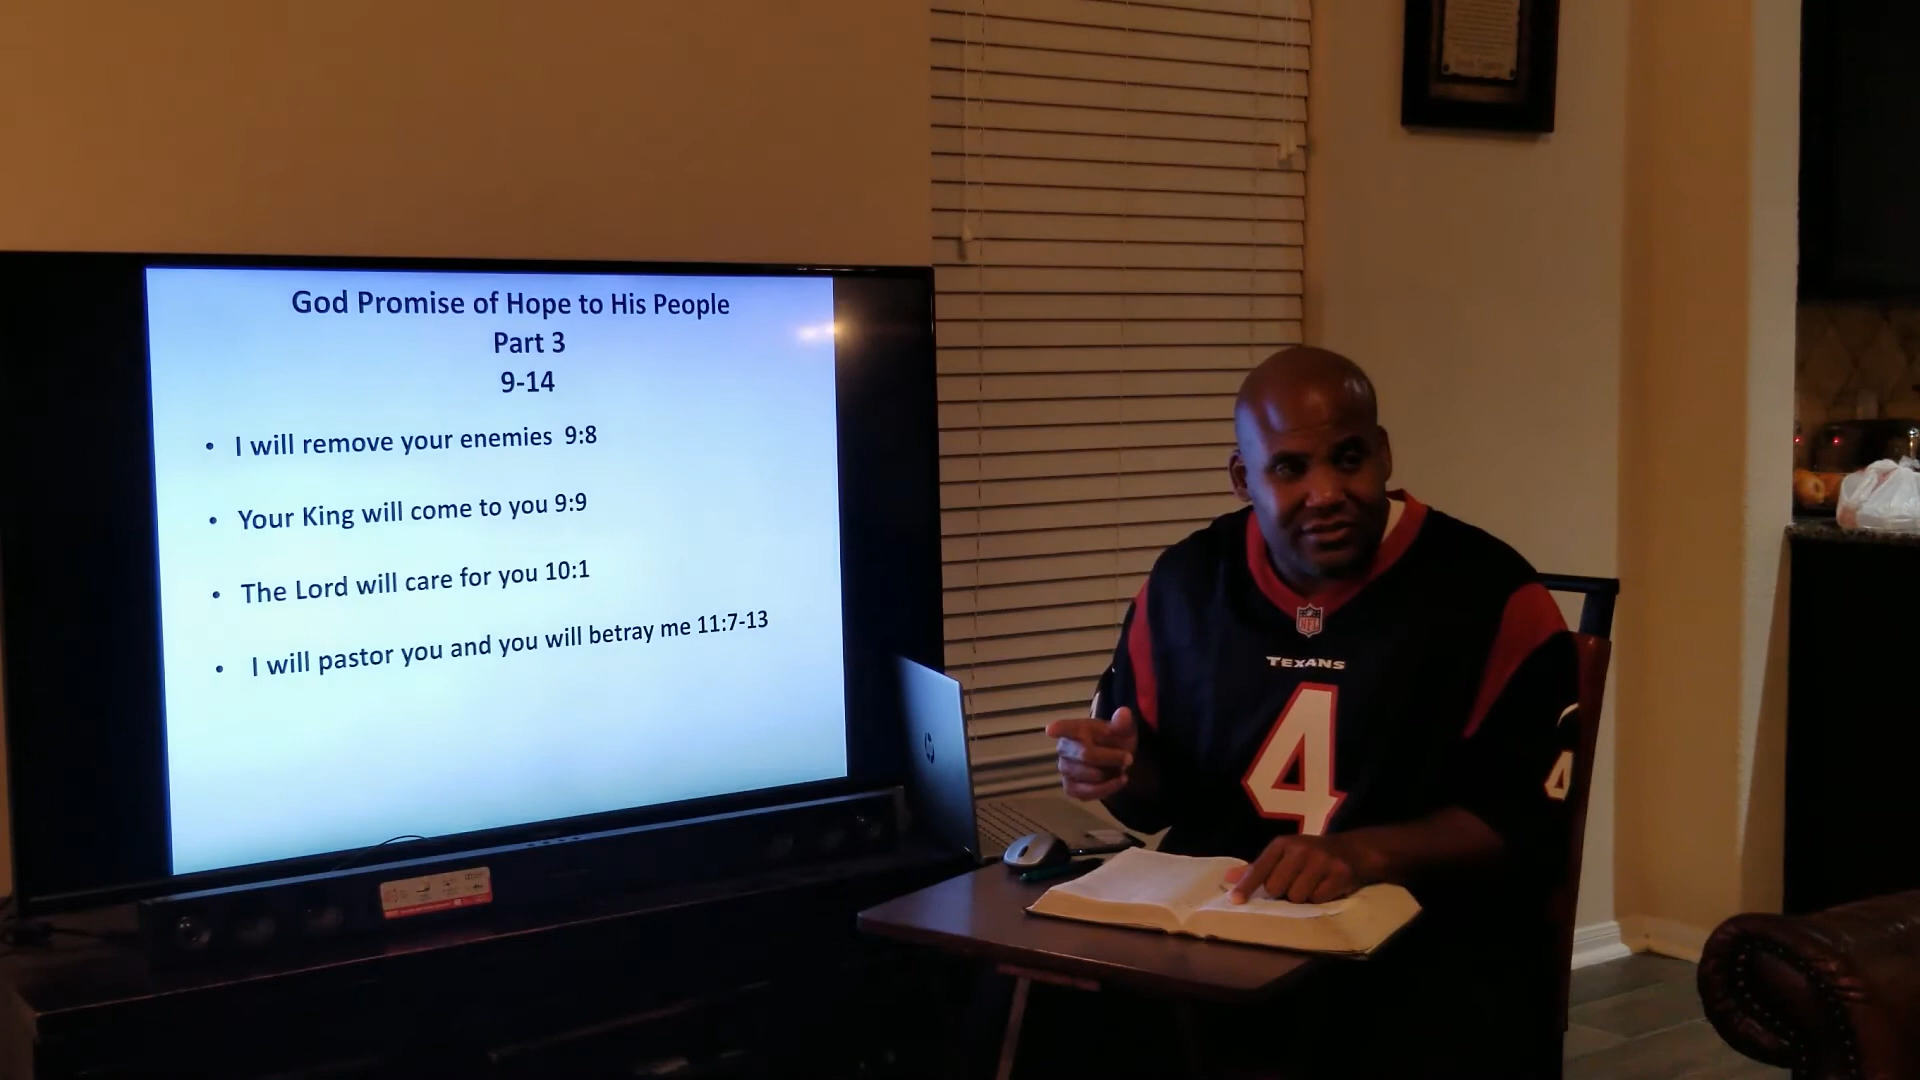 God Promise of Hope to His People
Part 3
9-14
• I will remove your enemies 9:8
• Your King will come to you 9:9
• The Lord will care for you 10:1
• I will pastor you and you will betray me 11:7-13
hp
NFL
TEXANS
4
4